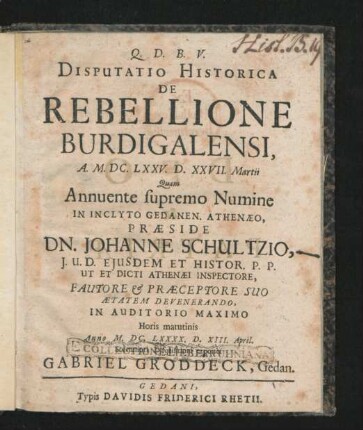 Q. D. B. V.
DISPUTATIO HISTORICA
DE
REBELLIONE
BURDIGALENSI,
A. M. DC. LXXV. D. XXVII. Martii
Quam
Annuente supremo Numine
IN INCLYTO GEDANEN. ATHENÆO,
PRÆSIDE
DN. JOHANNE SCHULTZIO,
J. U. D. EJUSDEM ET HISTOR. P. P.
UT ET DICTI ATHENÆI INSPECTORE,
FAUTORE & PRÆCEPTORE SUO
ÆTATEM DEVENERANDO,
IN AUDITORIO MAXIMO
Horis matutinis
Anno M. DC. LXXXX. D. XIII. April.
GABRIEL GRODDECK, Gedan.
GEDANI,
Typis DAVIDIS FRIDERICI RHETII.